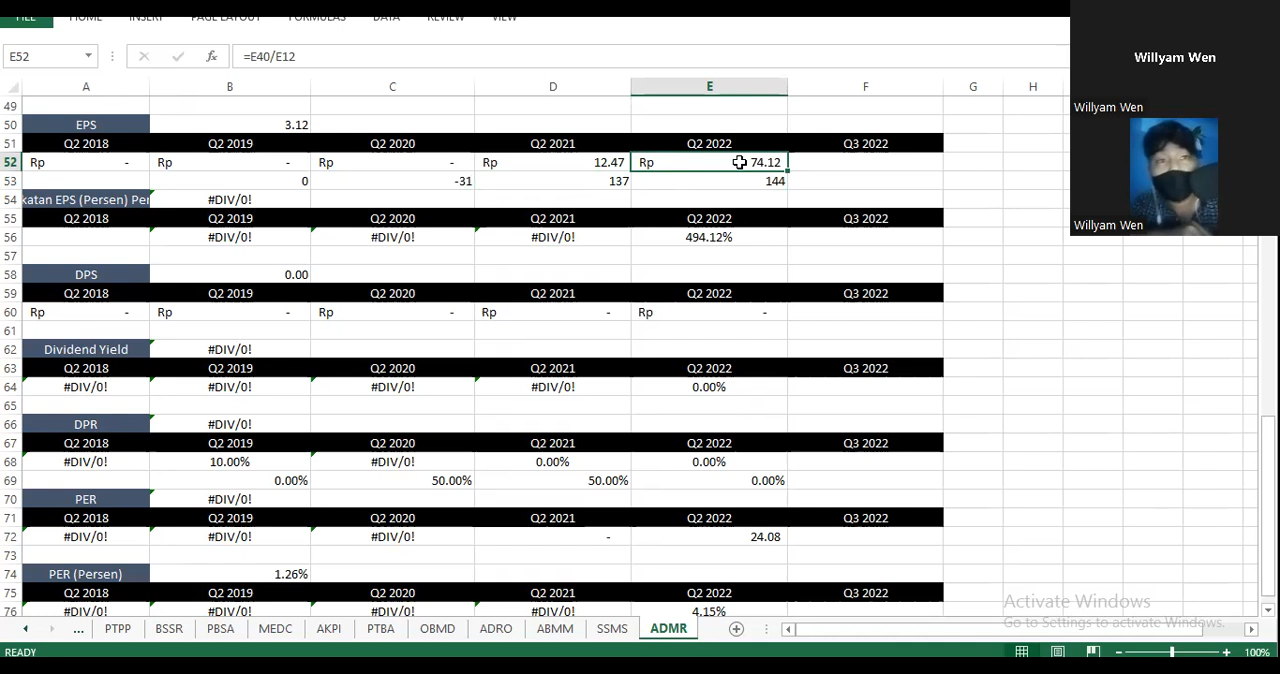 FILE HOME INSERT PAGE LAYOUT FORMULAS DATA REVIEW VIEW
Willyam Wen
E52 fx =E40/E12
A B C D E F G H
Willyam Wen
49
50 EPS 3.12
51 Q2 2018 Q2 2019 Q2 2020 Q2 2021 Q2 2022 Q3 2022
52 Rp - Rp - Rp - Rp 12.47 Rp 74.12
53 0 -31 137 144
54 katan EPS (Persen) Per #DIV/0!
55 Q2 2018 Q2 2019 Q2 2020 Q2 2021 Q2 2022 Q3 2022
Willyam Wen
56 #DIV/0! #DIV/0! #DIV/0! 494.12%
57
58 DPS 0.00
59 Q2 2018 Q2 2019 Q2 2020 Q2 2021 Q2 2022 Q3 2022
60 Rp - Rp - Rp - Rp - Rp -
61
62 Dividend Yield #DIV/0!
63 Q2 2018 Q2 2019 Q2 2020 Q2 2021 Q2 2022 Q3 2022
64 #DIV/0! #DIV/0! #DIV/0! #DIV/0! 0.00%
65
66 DPR #DIV/0!
67 Q2 2018 Q2 2019 Q2 2020 Q2 2021 Q2 2022 Q3 2022
68 #DIV/0! 10.00% #DIV/0! 0.00% 0.00%
69 0.00% 50.00% 50.00% 0.00%
70 PER #DIV/0!
71 Q2 2018 Q2 2019 Q2 2020 Q2 2021 Q2 2022 Q3 2022
72 #DIV/0! #DIV/0! #DIV/0! - 24.08
73
74 PER (Persen) 1.26%
75 Q2 2018 Q2 2019 Q2 2020 Q2 2021 Q2 2022 Q3 2022
76 #DIV/0! #DIV/0! #DIV/0! #DIV/0! 4.15%
Activate Windows
Go to Settings to activate Windows.
... PTPP BSSR PBSA MEDC AKPI PTBA OBMD ADRO ABMM SSMS ADMR
READY 100%